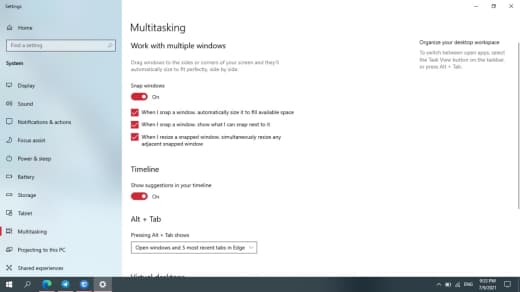 Settings
Home
Find a setting
System
Display
Sound
Notifications & actions
Focus assist
Power & sleep
Battery
Storage
Tablet
Multitasking
Projecting to this PC
Shared experiences
Multitasking
Work with multiple windows
Drag windows to the sides or corners of your screen and they'll
automatically size to fit perfectly, side by side.
Snap windows
On
When I snap a window, automatically size it to fill available space
When I snap a window, show what I can snap next to it
When I resize a snapped window, simultaneously resize any
adjacent snapped window
Timeline
Show suggestions in your timeline
On
Alt + Tab
Pressing Alt + Tab shows
Open windows and 5 most recent tabs in Edge
Virtual desktops
Organize your desktop workspace
To switch between open apps, select
the Task View button on the taskbar,
or press Alt + Tab.
ENG
9:22 PM
7/9/2021